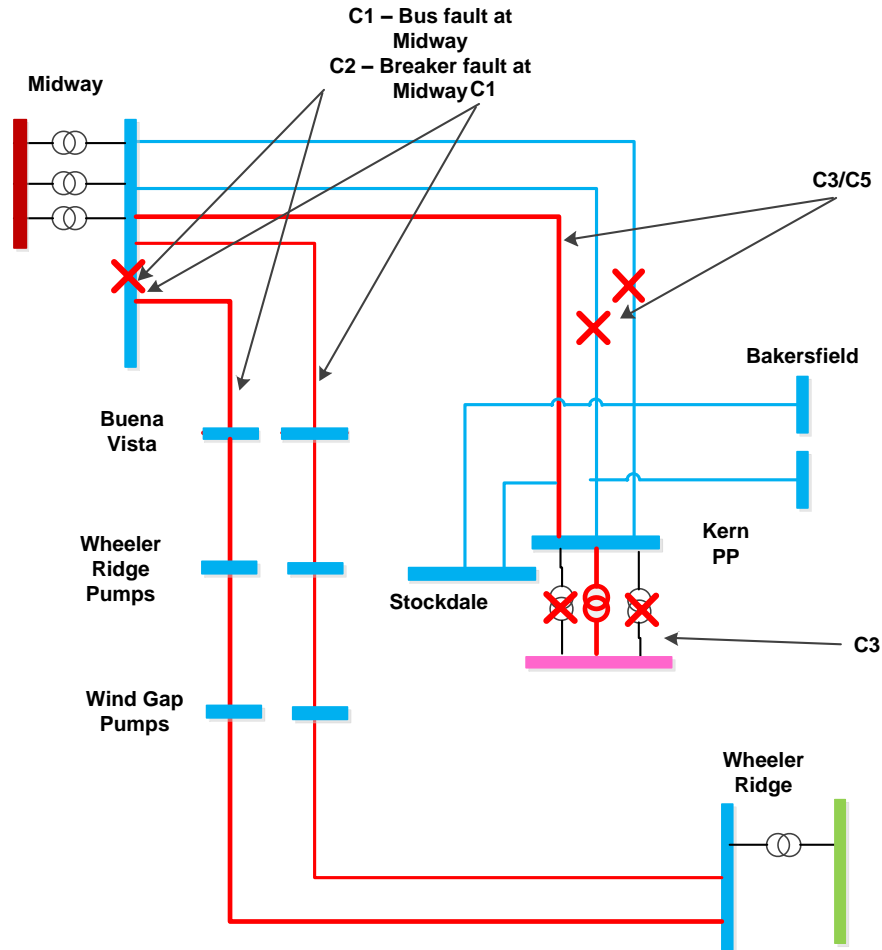 C1 – Bus fault at
Midway
C2 – Breaker fault at
Midway C1
Midway
C3/C5
Bakersfield
Buena
Vista
Kern
PP
Wheeler
Ridge
Pumps
Stockdale
C3
Wind Gap
Pumps
Wheeler
Ridge